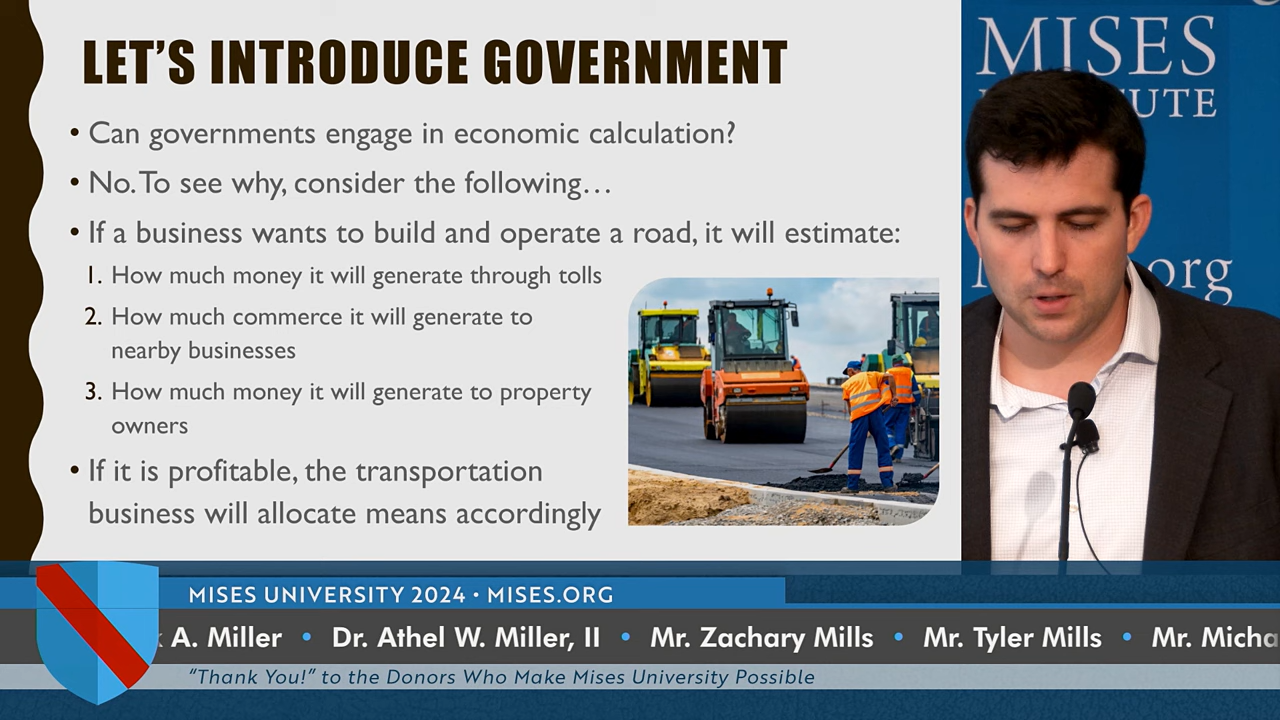 LET'S INTRODUCE GOVERNMENT
• Can governments engage in economic calculation?
• No. To see why, consider the following…
• If a business wants to build and operate a road, it will estimate:
1. How much money it will generate through tolls
2. How much commerce it will generate to
nearby businesses
3. How much money it will generate to property
owners
• If it is profitable, the transportation
business will allocate means accordingly
MISES
UTE
org
MISES UNIVERSITY 2024 • MISES.ORG
A. Miller • Dr. Athel W. Miller, II • Mr. Zachary Mills • Mr. Tyler Mills • Mr. Micha
“Thank You!” to the Donors Who Make Mises University Possible